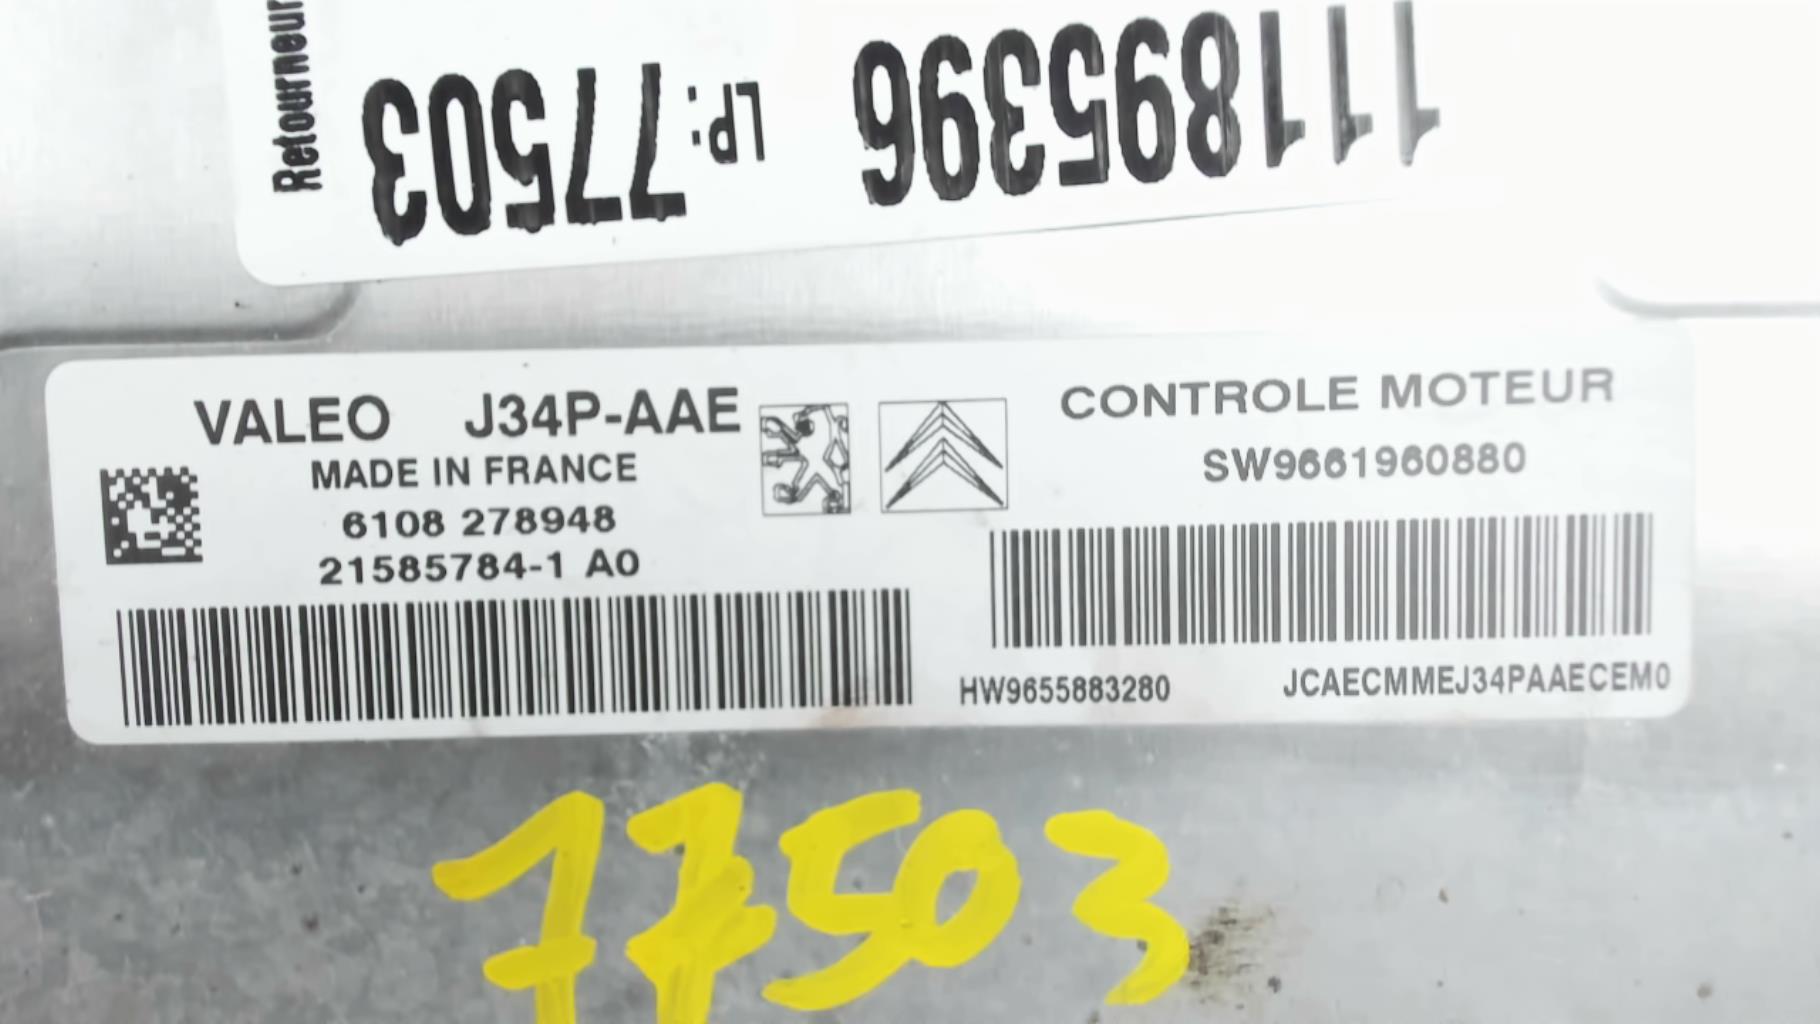 Retourneur
111895396 LP: 77503
VALEO J34P-AAE
MADE IN FRANCE
6108 278948
21585784-1 A0
CONTROLE MOTEUR
SW9661960880
HW9655883280 JCAECMMEJ34PAAECEM0
77503